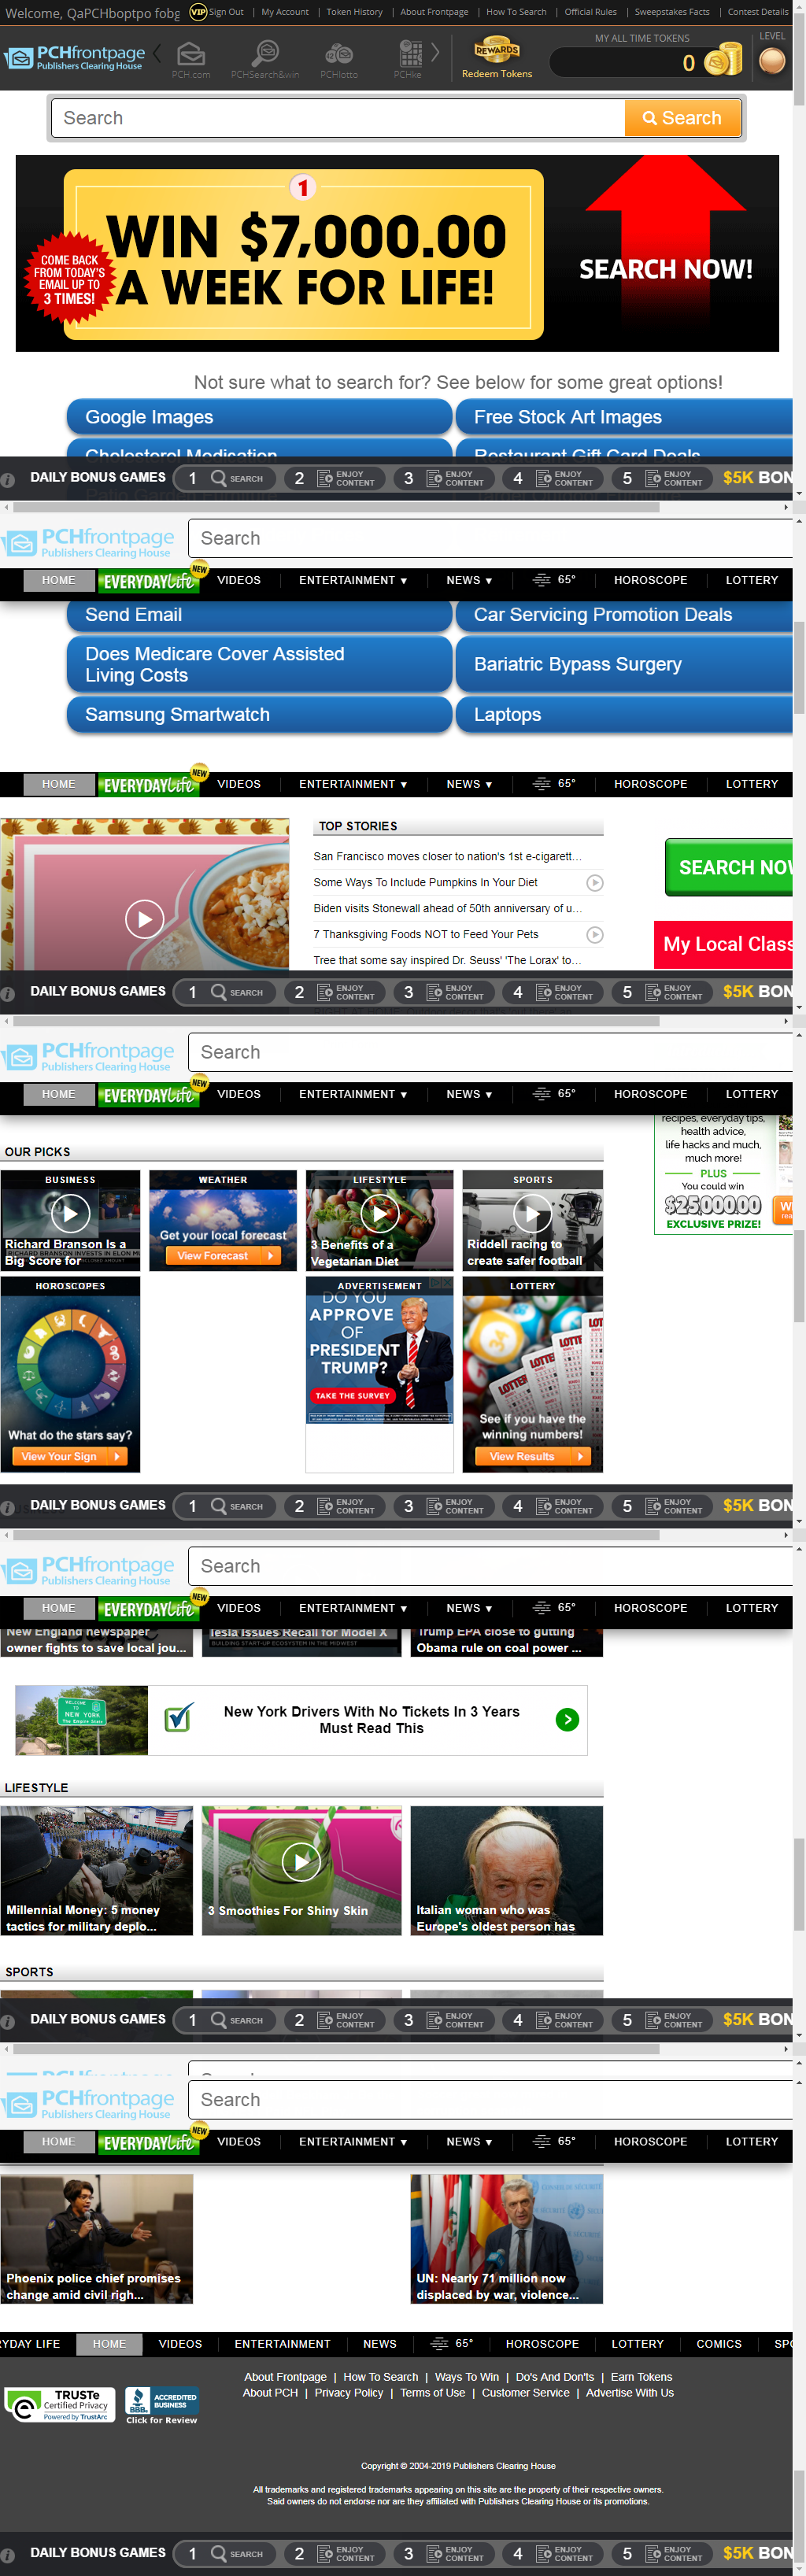 Welcome, QaPCHboptpo fobg
VIP Sign Out | My Account | Token History | About Frontpage | How To Search | Official Rules | Sweepstakes Facts | Contest Details
PCHfrontpage
Publishers Clearing House
PCH.com
PCHSearch&win
PCHlotto
PCHke
REWARDS
Redeem Tokens
MY ALL TIME TOKENS
0
LEVEL
Search
Search
1
WIN $7,000.00
A WEEK FOR LIFE!
COME BACK
FROM TODAY'S
EMAIL UP TO
3 TIMES!
SEARCH NOW!
Not sure what to search for? See below for some great options!
Google Images
Free Stock Art Images
Cholesterol Medication
Restaurant Gift Card Deals
DAILY BONUS GAMES 1 SEARCH 2 ENJOY CONTENT 3 ENJOY CONTENT 4 ENJOY CONTENT 5 ENJOY CONTENT $5K BON
PCHfrontpage
Publishers Clearing House
Search
HOME EVERYDAY Life NEW VIDEOS ENTERTAINMENT ▼ NEWS ▼ 65° HOROSCOPE LOTTERY
Send Email
Car Servicing Promotion Deals
Does Medicare Cover Assisted
Living Costs
Bariatric Bypass Surgery
Samsung Smartwatch
Laptops
HOME EVERYDAY Life NEW VIDEOS ENTERTAINMENT ▼ NEWS ▼ 65° HOROSCOPE LOTTERY
TOP STORIES
San Francisco moves closer to nation's 1st e-cigarett...
Some Ways To Include Pumpkins In Your Diet
Biden visits Stonewall ahead of 50th anniversary of u...
7 Thanksgiving Foods NOT to Feed Your Pets
Tree that some say inspired Dr. Seuss' 'The Lorax' to...
SEARCH NOW
My Local Class
DAILY BONUS GAMES 1 SEARCH 2 ENJOY CONTENT 3 ENJOY CONTENT 4 ENJOY CONTENT 5 ENJOY CONTENT $5K BON
PCHfrontpage
Publishers Clearing House
Search
HOME EVERYDAY Life NEW VIDEOS ENTERTAINMENT ▼ NEWS ▼ 65° HOROSCOPE LOTTERY
recipes, everyday tips,
health advice,
life hacks and much,
much more!
PLUS
You could win
$25,000.00
EXCLUSIVE PRIZE!
OUR PICKS
BUSINESS
Richard Branson Is a
Big Score for
WEATHER
Get your local forecast
View Forecast
LIFESTYLE
3 Benefits of a
Vegetarian Diet
SPORTS
Riddell racing to
create safer football
HOROSCOPES
What do the stars say?
View Your Sign
ADVERTISEMENT
DO YOU
APPROVE
OF
PRESIDENT
TRUMP?
TAKE THE SURVEY
LOTTERY
See if you have the
winning numbers!
View Results
DAILY BONUS GAMES 1 SEARCH 2 ENJOY CONTENT 3 ENJOY CONTENT 4 ENJOY CONTENT 5 ENJOY CONTENT $5K BON
PCHfrontpage
Publishers Clearing House
Search
HOME EVERYDAY Life NEW VIDEOS ENTERTAINMENT ▼ NEWS ▼ 65° HOROSCOPE LOTTERY
New England newspaper
owner fights to save local jou...
Tesla Issues Recall for Model X
BUILDING START-UP ECOSYSTEM IN THE MIDWEST
Trump EPA close to gutting
Obama rule on coal power ...
WELCOME
TO
NEW YORK
The Empire State
New York Drivers With No Tickets In 3 Years
Must Read This
LIFESTYLE
Millennial Money: 5 money
tactics for military deplo...
3 Smoothies For Shiny Skin
Italian woman who was
Europe's oldest person has
SPORTS
DAILY BONUS GAMES 1 SEARCH 2 ENJOY CONTENT 3 ENJOY CONTENT 4 ENJOY CONTENT 5 ENJOY CONTENT $5K BON
PCHfrontpage
Publishers Clearing House
Search
HOME EVERYDAY Life NEW VIDEOS ENTERTAINMENT ▼ NEWS ▼ 65° HOROSCOPE LOTTERY
Phoenix police chief promises
change amid civil righ...
UN: Nearly 71 million now
displaced by war, violence...
RYDAY LIFE HOME VIDEOS ENTERTAINMENT NEWS 65° HOROSCOPE LOTTERY COMICS SPO
About Frontpage | How To Search | Ways To Win | Do's And Don'ts | Earn Tokens
About PCH | Privacy Policy | Terms of Use | Customer Service | Advertise With Us
TRUSTe
Certified Privacy
Powered by TrustArc
BBB
ACCREDITED
BUSINESS
Click for Review
Copyright © 2004-2019 Publishers Clearing House
All trademarks and registered trademarks appearing on this site are the property of their respective owners.
Said owners do not endorse nor are they affiliated with Publishers Clearing House or its promotions.
DAILY BONUS GAMES 1 SEARCH 2 ENJOY CONTENT 3 ENJOY CONTENT 4 ENJOY CONTENT 5 ENJOY CONTENT $5K BON